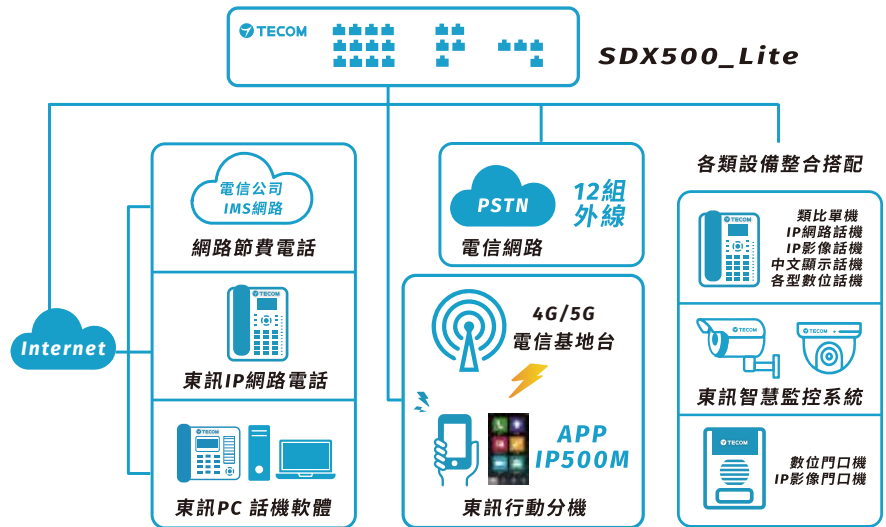 TECOM
SDX500_Lite
Internet
電信公司
IMS網路
網路節費電話
TECOM
東訊IP網路電話
TECOM
東訊PC 話機軟體
PSTN
12組
外線
電信網路
4G/5G
電信基地台
APP
IP500M
東訊行動分機
各類設備整合搭配
TECOM
類比單機
IP網路話機
IP影像話機
中文顯示話機
各型數位話機
TECOM
TECOM
東訊智慧監控系統
TECOM
數位門口機
IP影像門口機